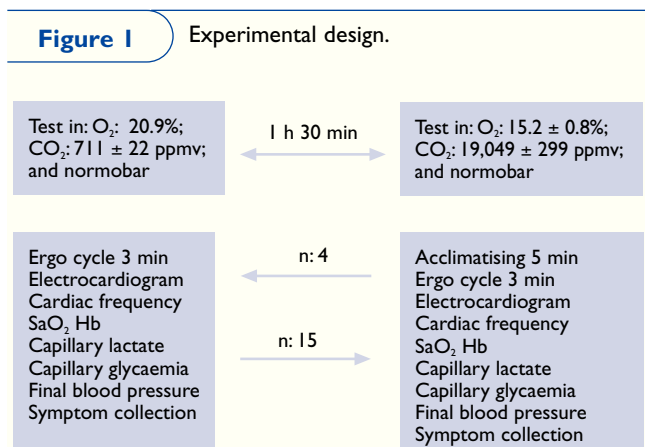 Figure 1
Experimental design.
Test in: O₂: 20.9%;
CO₂: 711 ± 22 ppmv;
and normobar
1 h 30 min
Test in: O₂: 15.2 ± 0.8%;
CO₂: 19,049 ± 299 ppmv;
and normobar
Ergo cycle 3 min
Electrocardiogram
Cardiac frequency
SaO₂ Hb
Capillary lactate
Capillary glycaemia
Final blood pressure
Symptom collection
n: 4
n: 15
Acclimatising 5 min
Ergo cycle 3 min
Electrocardiogram
Cardiac frequency
SaO₂ Hb
Capillary lactate
Capillary glycaemia
Final blood pressure
Symptom collection